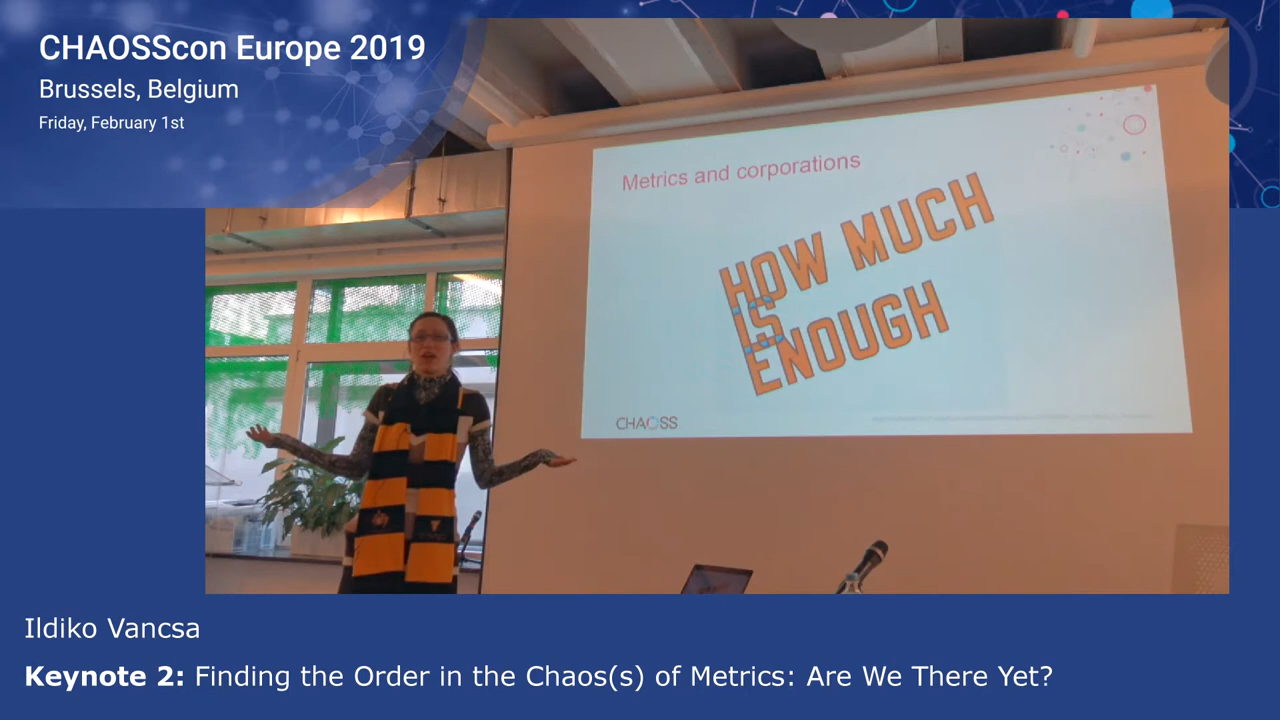 CHAOSScon Europe 2019
Brussels, Belgium
Friday, February 1st
Metrics and corporations
HOW MUCH
IS
ENOUGH
CHAOSS
Ildiko Vancsa
Keynote 2: Finding the Order in the Chaos(s) of Metrics: Are We There Yet?